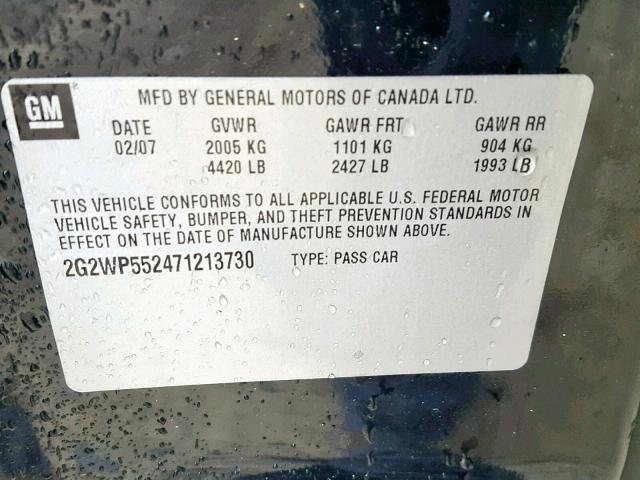 GM
MFD BY GENERAL MOTORS OF CANADA LTD.
DATE GVWR GAWR FRT GAWR RR
02/07 2005 KG 1101 KG 904 KG
4420 LB 2427 LB 1993 LB
THIS VEHICLE CONFORMS TO ALL APPLICABLE U.S. FEDERAL MOTOR
VEHICLE SAFETY, BUMPER, AND THEFT PREVENTION STANDARDS IN
EFFECT ON THE DATE OF MANUFACTURE SHOWN ABOVE.
2G2WP552471213730 TYPE: PASS CAR